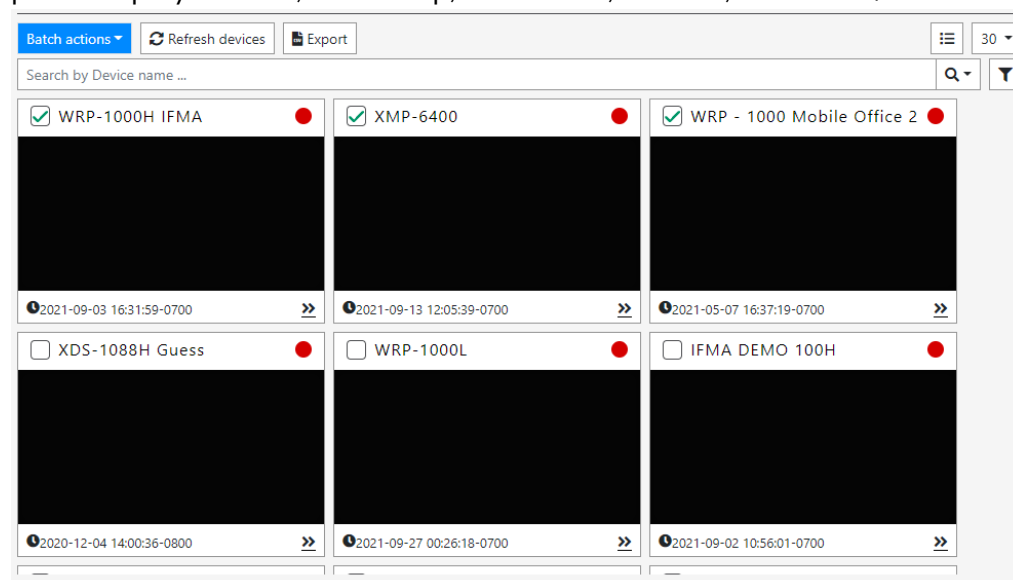 Batch actions Refresh devices Export 30
Search by Device name ...
WRP-1000H IFMA XMP-6400 WRP - 1000 Mobile Office 2
2021-09-03 16:31:59-0700 2021-09-13 12:05:39-0700 2021-05-07 16:37:19-0700
XDS-1088H Guess WRP-1000L IFMA DEMO 100H
2020-12-04 14:00:36-0800 2021-09-27 00:26:18-0700 2021-09-02 10:56:01-0700